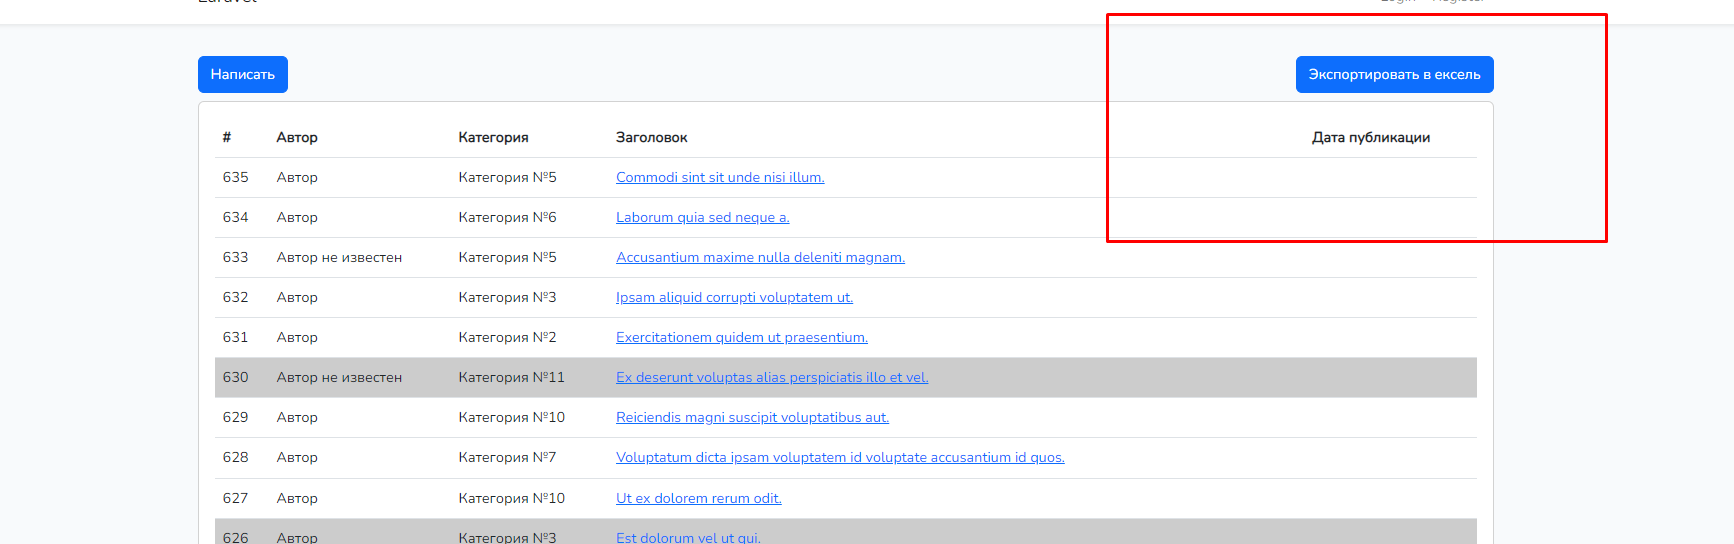 Laravel
Login Register
Написать Экспортировать в ексель
# Автор Категория Заголовок Дата публикации
635 Автор Категория №5 Commodi sint sit unde nisi illum.
634 Автор Категория №6 Laborum quia sed neque a.
633 Автор не известен Категория №5 Accusantium maxime nulla deleniti magnam.
632 Автор Категория №3 Ipsam aliquid corrupti voluptatem ut.
631 Автор Категория №2 Exercitationem quidem ut praesentium.
630 Автор не известен Категория №11 Ex deserunt voluptas alias perspiciatis illo et vel.
629 Автор Категория №10 Reiciendis magni suscipit voluptatibus aut.
628 Автор Категория №7 Voluptatum dicta ipsam voluptatem id voluptate accusantium id quos.
627 Автор Категория №10 Ut ex dolorem rerum odit.
626 Автор Категория №3 Est dolorum vel ut qui.